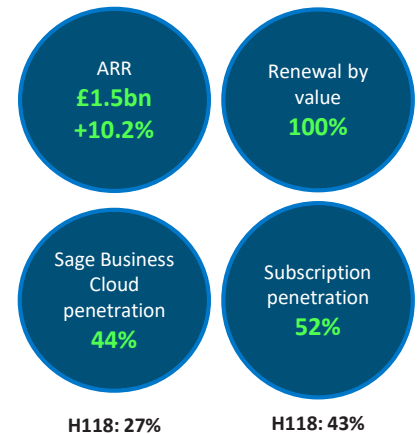 ARR
£1.5bn
+10.2%
Renewal by
value
100%
Sage Business
Cloud
penetration
44%
Subscription
penetration
52%
H118: 27%
H118: 43%